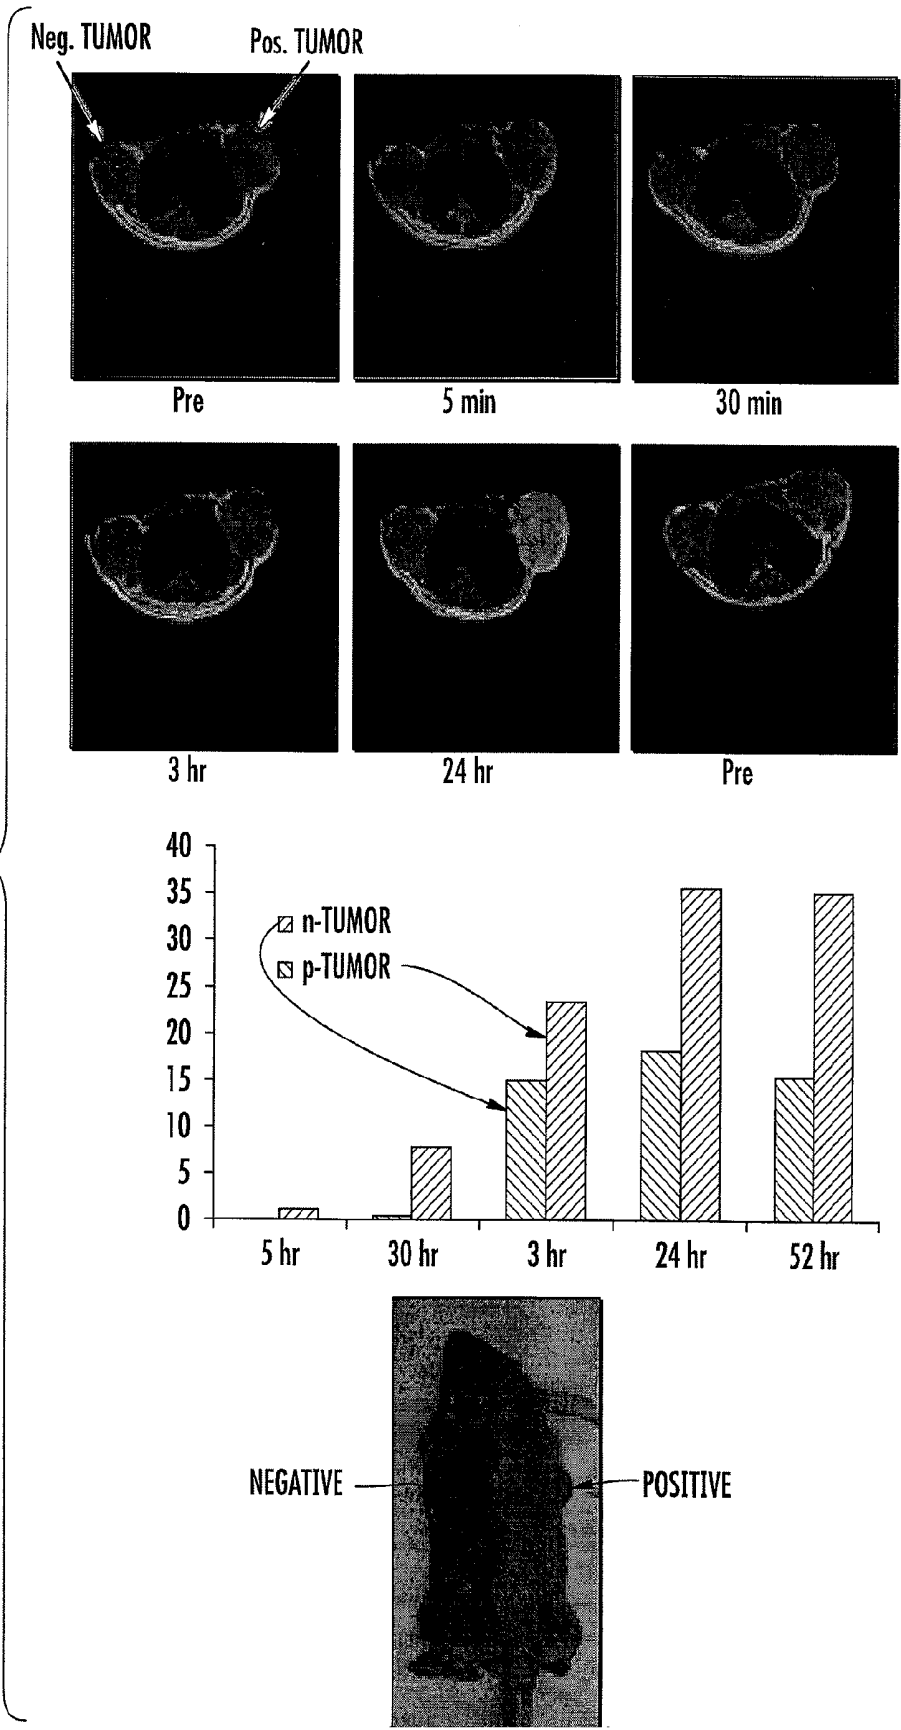 Neg. TUMOR
Pos. TUMOR
Pre
5 min
30 min
3 hr
24 hr
Pre
40
35
30
25
20
15
10
5
0
n-TUMOR
p-TUMOR
5 hr
30 hr
3 hr
24 hr
52 hr
NEGATIVE
POSITIVE